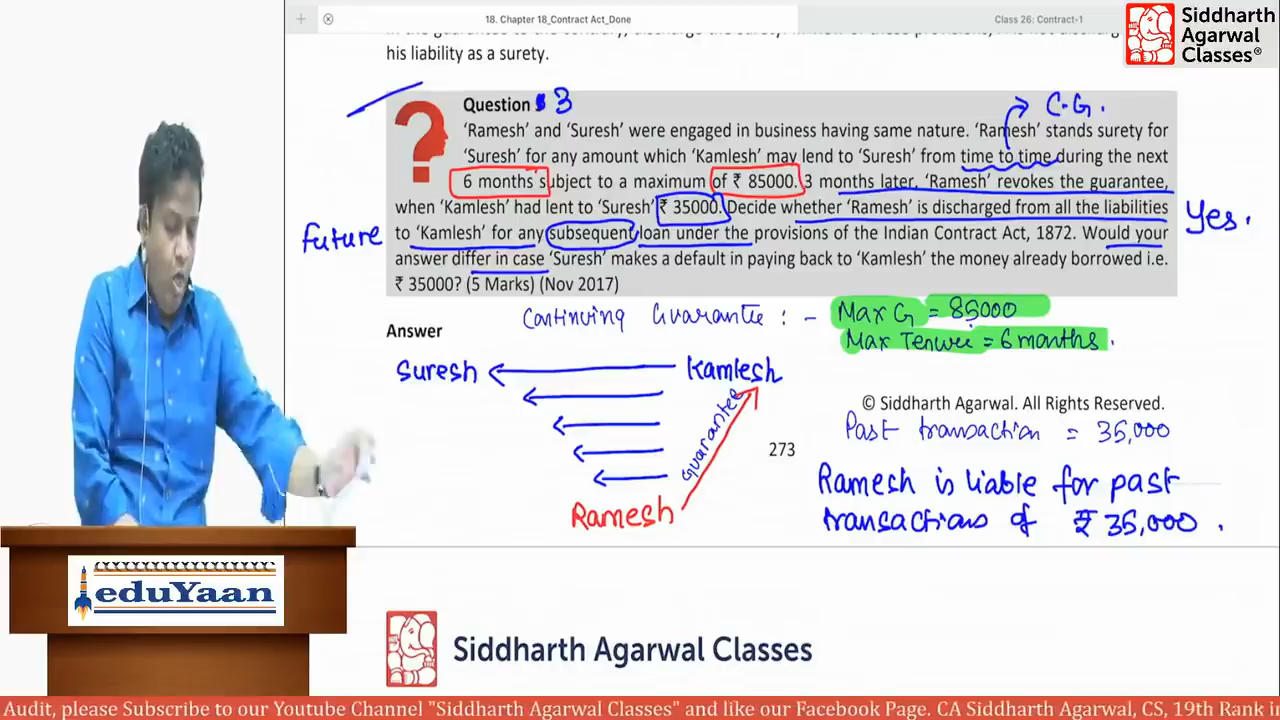 18. Chapter 18_Contract Act_Done
Class 26: Contract-1
Siddharth
Agarwal
Classes®
his liability as a surety.
Question 3
C.G.
'Ramesh' and 'Suresh' were engaged in business having same nature. 'Ramesh' stands surety for
'Suresh' for any amount which 'Kamlesh' may lend to 'Suresh' from time to time during the next
6 months subject to a maximum of ₹ 85000. 3 months later, 'Ramesh' revokes the guarantee,
when 'Kamlesh' had lent to 'Suresh' ₹ 35000. Decide whether 'Ramesh' is discharged from all the liabilities
Yes.
future
to 'Kamlesh' for any subsequent loan under the provisions of the Indian Contract Act, 1872. Would your
answer differ in case 'Suresh' makes a default in paying back to 'Kamlesh' the money already borrowed i.e.
₹ 35000? (5 Marks) (Nov 2017)
Continuing Guarantee : - Max G = 85000
Answer
Max Tenure = 6 months.
Suresh
Kamlesh
Guarantee
© Siddharth Agarwal. All Rights Reserved.
Past transaction = 35,000
273
Ramesh is liable for past
Ramesh
transactions of ₹ 35,000 .
eduYaan
Siddharth Agarwal Classes
Audit, please Subscribe to our Youtube Channel "Siddharth Agarwal Classes" and like our Facebook Page. CA Siddharth Agarwal, CS, 19th Rank in